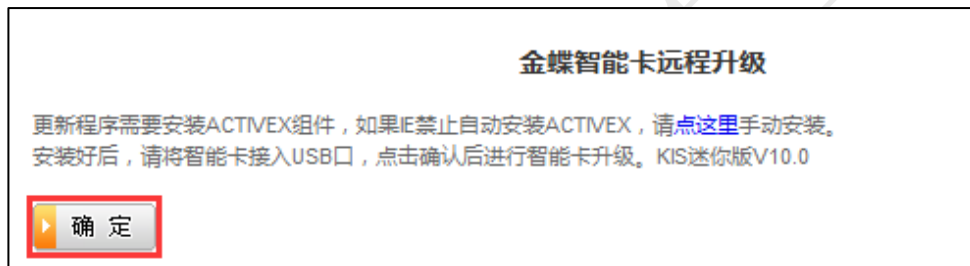 金蝶智能卡远程升级
更新程序需要安装ACTIVEX组件，如果IE禁止自动安装ACTIVEX，请点这里手动安装。
安装好后，请将智能卡接入USB口，点击确认后进行智能卡升级。KIS迷你版V10.0
确 定